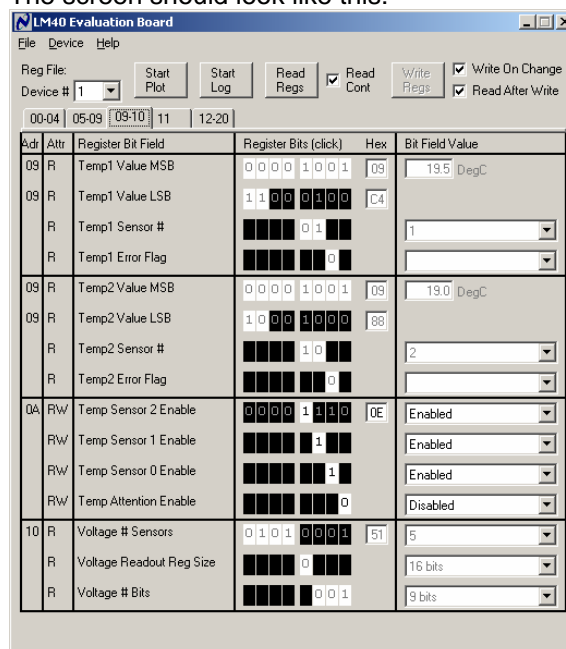 The screen should look like this:
LM40 Evaluation Board
File Device Help
Reg File:
Device # 1
Start Plot
Start Log
Read Regs
Read Cont
Write Regs
Write On Change
Read After Write
00-04 05-09 09-10 11 12-20
Adr Attr Register Bit Field Register Bits (click) Hex Bit Field Value
09 R Temp1 Value MSB 0 0 0 0 1 0 0 1 09 19.5 DegC
09 R Temp1 Value LSB 1 1 0 0 0 1 0 0 C4
R Temp1 Sensor # 0 1 1
R Temp1 Error Flag 0
09 R Temp2 Value MSB 0 0 0 0 1 0 0 1 09 19.0 DegC
09 R Temp2 Value LSB 1 0 0 0 1 0 0 0 88
R Temp2 Sensor # 1 0 2
R Temp2 Error Flag 0
0A RW Temp Sensor 2 Enable 0 0 0 0 1 1 1 0 0E Enabled
RW Temp Sensor 1 Enable 1 Enabled
RW Temp Sensor 0 Enable 1 Enabled
RW Temp Attention Enable 0 Disabled
10 R Voltage # Sensors 0 1 0 1 0 0 0 1 51 5
R Voltage Readout Reg Size 0 16 bits
R Voltage # Bits 0 0 1 9 bits